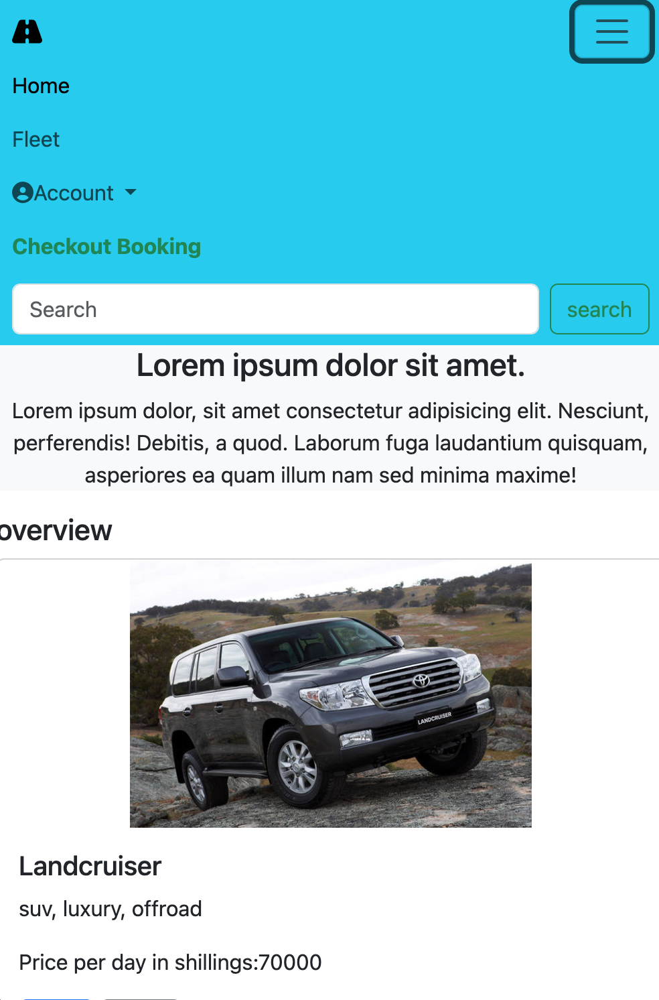 Home
Fleet
Account
Checkout Booking
Search
search
Lorem ipsum dolor sit amet.
Lorem ipsum dolor, sit amet consectetur adipisicing elit. Nesciunt,
perferendis! Debitis, a quod. Laborum fuga laudantium quisquam,
asperiores ea quam illum nam sed minima maxime!
overview
LANDCRUISER
Landcruiser
suv, luxury, offroad
Price per day in shillings:70000